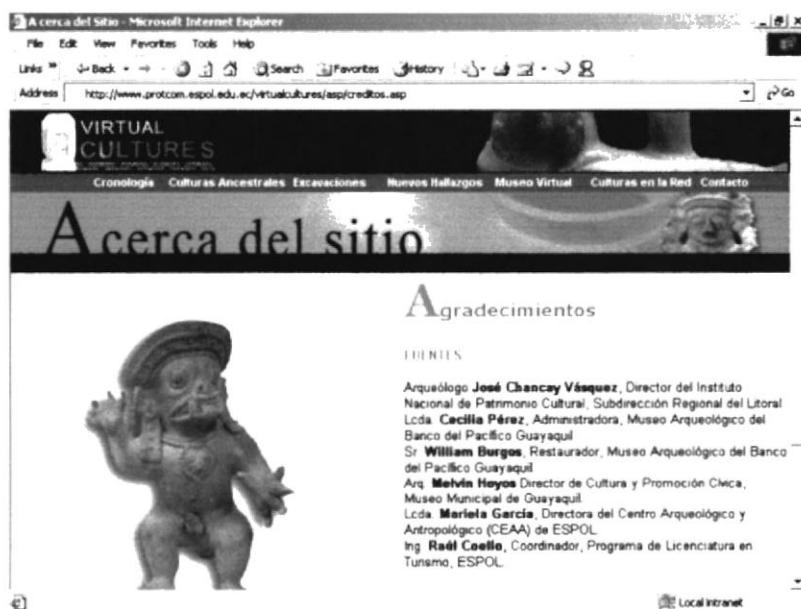 A cerca del Sitio - Microsoft Internet Explorer
File Edit View Favorites Tools Help
Links » Back Search Favorites History
Address http://www.protcom.espol.edu.ec/virtualcultures/asp/creditos.asp Go
VIRTUAL
CULTURES
Cronología Culturas Ancestrales Excavaciones Nuevos Hallazgos Museo Virtual Culturas en la Red Contacto
Acerca del sitio
Agradecimientos
FUENTES
Arqueólogo José Chancay Vásquez, Director del Instituto
Nacional de Patrimonio Cultural, Subdirección Regional del Litoral
Lcda. Cecilia Pérez, Administradora, Museo Arqueológico del
Banco del Pacífico Guayaquil
Sr. William Burgos, Restaurador, Museo Arqueológico del Banco
del Pacífico Guayaquil
Arq. Melvin Hoyos Director de Cultura y Promoción Cívica,
Museo Municipal de Guayaquil.
Lcda. Mariela García, Directora del Centro Arqueológico y
Antropológico (CEAA) de ESPOL
Ing. Raúl Coello, Coordinador, Programa de Licenciatura en
Turismo, ESPOL.
Local intranet